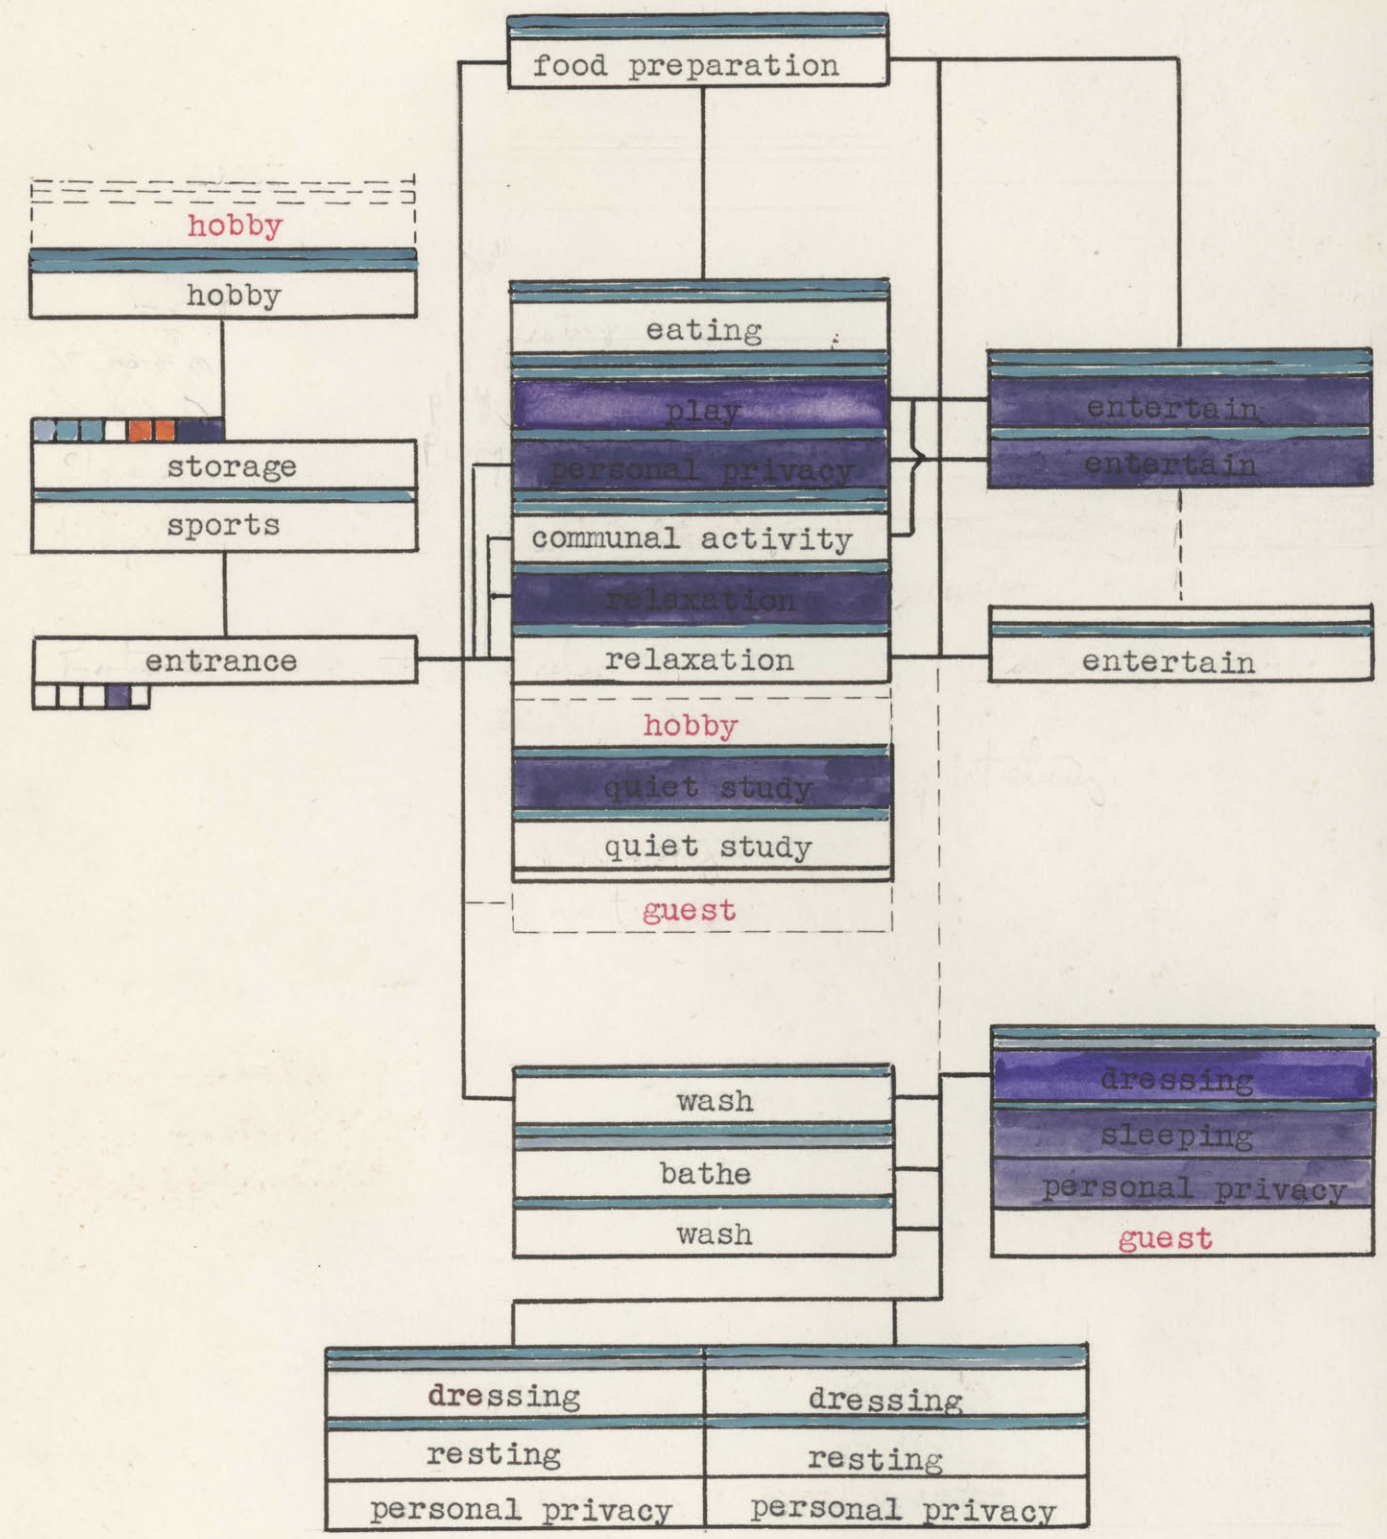 food preparation
hobby
hobby
storage
sports
entrance
eating
play
personal privacy
communal activity
relaxation
relaxation
hobby
quiet study
quiet study
guest
entertain
entertain
entertain
wash
bathe
wash
dressing
sleeping
personal privacy
guest
dressing
resting
personal privacy
dressing
resting
personal privacy